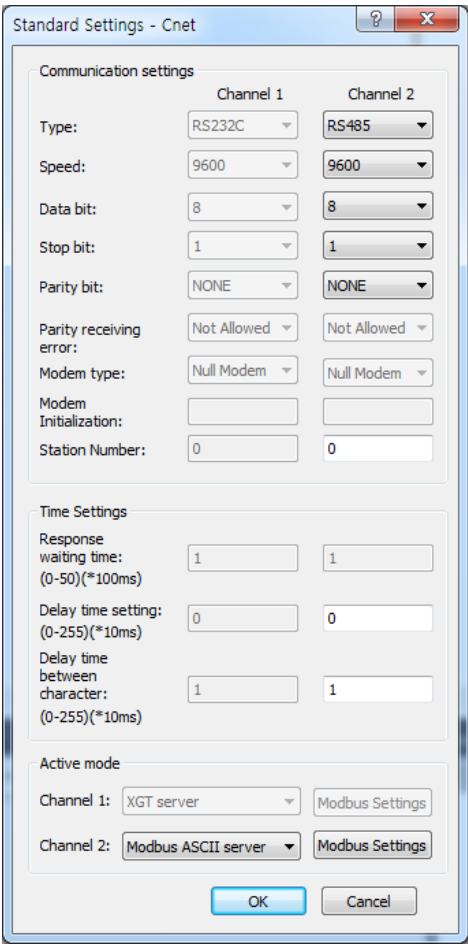 Standard Settings - Cnet
Communication settings
Channel 1 Channel 2
Type: RS232C RS485
Speed: 9600 9600
Data bit: 8 8
Stop bit: 1 1
Parity bit: NONE NONE
Parity receiving Not Allowed Not Allowed
error:
Modem type: Null Modem Null Modem
Modem
Initialization:
Station Number: 0 0
Time Settings
Response
waiting time: 1 1
(0-50)(*100ms)
Delay time setting: 0 0
(0-255)(*10ms)
Delay time
between
character: 1 1
(0-255)(*10ms)
Active mode
Channel 1: XGT server Modbus Settings
Channel 2: Modbus ASCII server Modbus Settings
OK Cancel